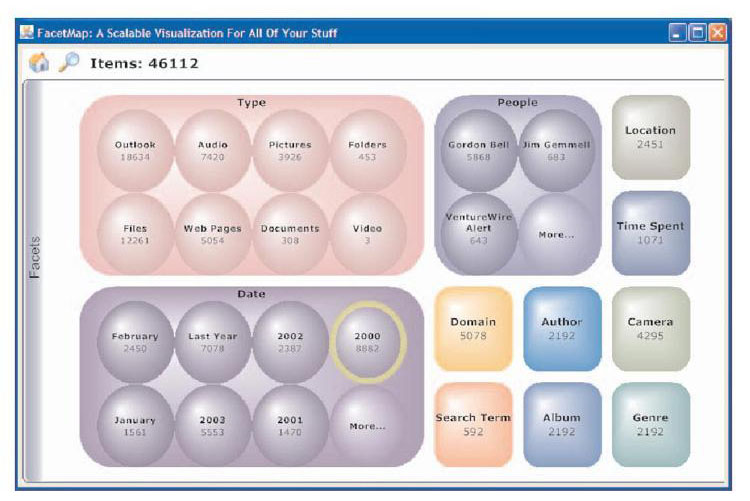 FacetMap: A Scalable Visualization For All Of Your Stuff
Items: 46112
Facets
Type
Outlook
18634
Audio
7420
Pictures
3926
Folders
453
Files
12261
Web Pages
5054
Documents
308
Video
3
People
Gordon Bell
5868
Jim Gemmell
683
VentureWire
Alert
643
More...
Location
2451
Time Spent
1071
Date
February
2450
Last Year
7078
2002
2387
2000
8882
January
1561
2003
5553
2001
1470
More...
Domain
5078
Author
2192
Camera
4295
Search Term
592
Album
2192
Genre
2192